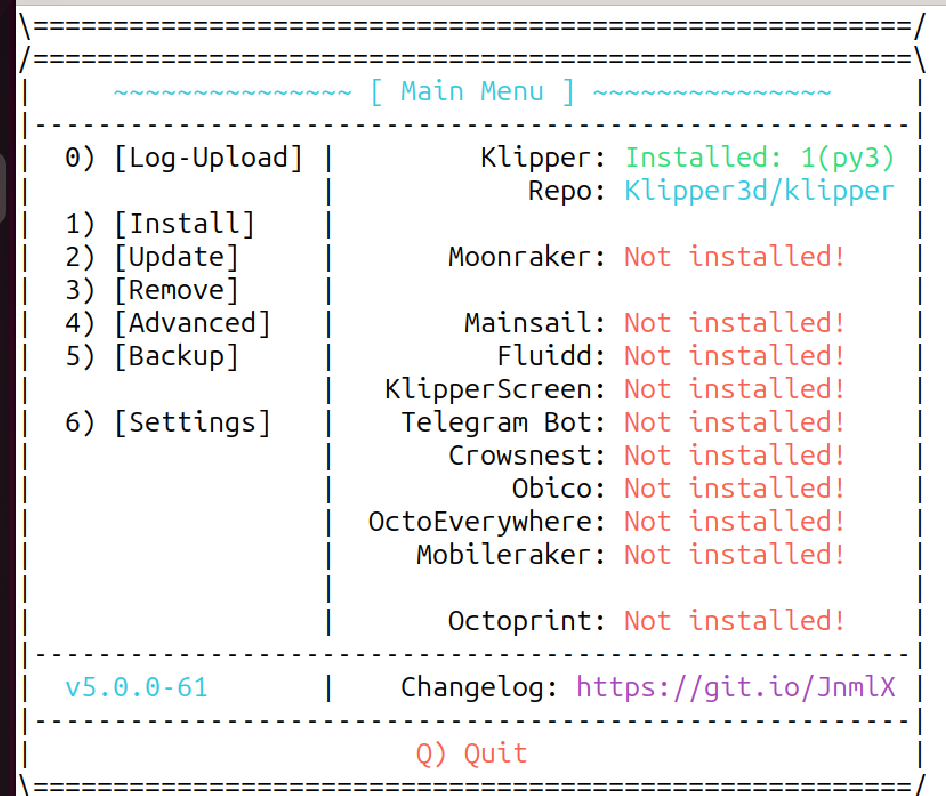 \=======================================================/
/=======================================================\
|     ~~~~~~~~~~~~~~~ [ Main Menu ] ~~~~~~~~~~~~~~~     |
|-------------------------------------------------------|
|  0) [Log-Upload] |         Klipper: Installed: 1(py3) |
|                  |            Repo: Klipper3d/klipper |
|  1) [Install]    |                                    |
|  2) [Update]     |       Moonraker: Not installed!    |
|  3) [Remove]     |                                    |
|  4) [Advanced]   |        Mainsail: Not installed!    |
|  5) [Backup]     |          Fluidd: Not installed!    |
|                  |   KlipperScreen: Not installed!    |
|  6) [Settings]   |    Telegram Bot: Not installed!    |
|                  |       Crowsnest: Not installed!    |
|                  |           Obico: Not installed!    |
|                  |  OctoEverywhere: Not installed!    |
|                  |     Mobileraker: Not installed!    |
|                  |                                    |
|                  |       Octoprint: Not installed!    |
|-------------------------------------------------------|
|  v5.0.0-61       |    Changelog: https://git.io/JnmlX |
|-------------------------------------------------------|
|                        Q) Quit                        |
\=======================================================/